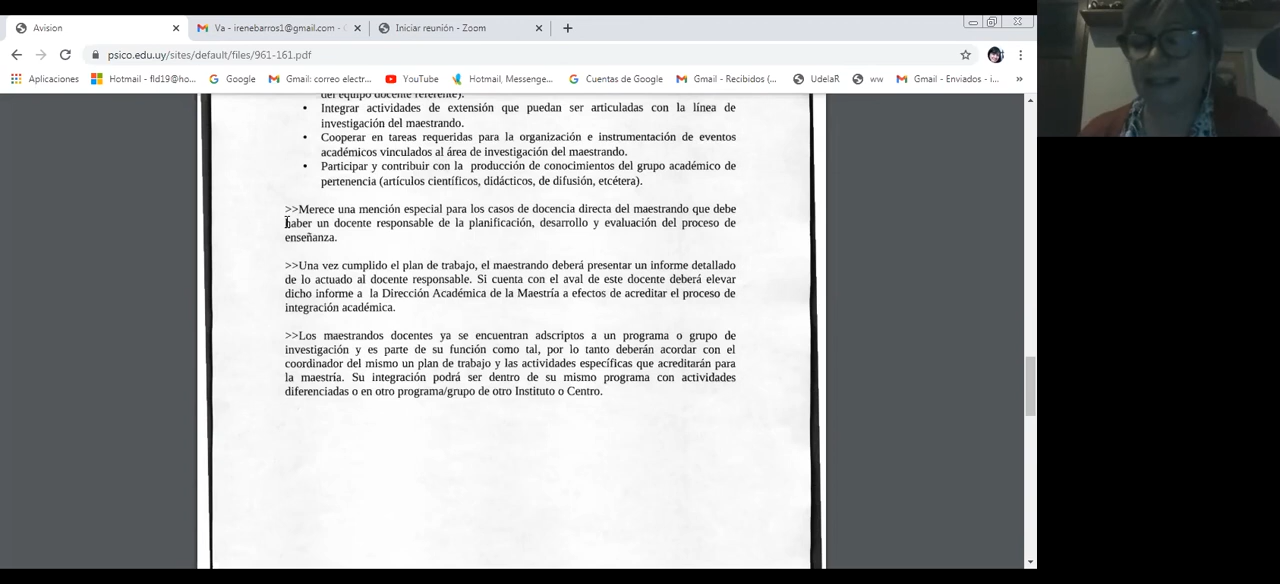 Avision
Va - irenebarros1@gmail.com -
Iniciar reunión - Zoom
psico.edu.uy/sites/default/files/961-161.pdf
Aplicaciones
Hotmail - fld19@ho...
Google
Gmail: correo electr...
YouTube
Hotmail, Messenge...
Cuentas de Google
Gmail - Recibidos (...
UdelaR
ww
Gmail - Enviados - i...
»
del equipo docente referente).
• Integrar actividades de extensión que puedan ser articuladas con la línea de
investigación del maestrando.
• Cooperar en tareas requeridas para la organización e instrumentación de eventos
académicos vinculados al área de investigación del maestrando.
• Participar y contribuir con la producción de conocimientos del grupo académico de
pertenencia (artículos científicos, didácticos, de difusión, etcétera).
>>Merece una mención especial para los casos de docencia directa del maestrando que debe
haber un docente responsable de la planificación, desarrollo y evaluación del proceso de
enseñanza.
>>Una vez cumplido el plan de trabajo, el maestrando deberá presentar un informe detallado
de lo actuado al docente responsable. Si cuenta con el aval de este docente deberá elevar
dicho informe a la Dirección Académica de la Maestría a efectos de acreditar el proceso de
integración académica.
>>Los maestrandos docentes ya se encuentran adscriptos a un programa o grupo de
investigación y es parte de su función como tal, por lo tanto deberán acordar con el
coordinador del mismo un plan de trabajo y las actividades específicas que acreditarán para
la maestría. Su integración podrá ser dentro de su mismo programa con actividades
diferenciadas o en otro programa/grupo de otro Instituto o Centro.